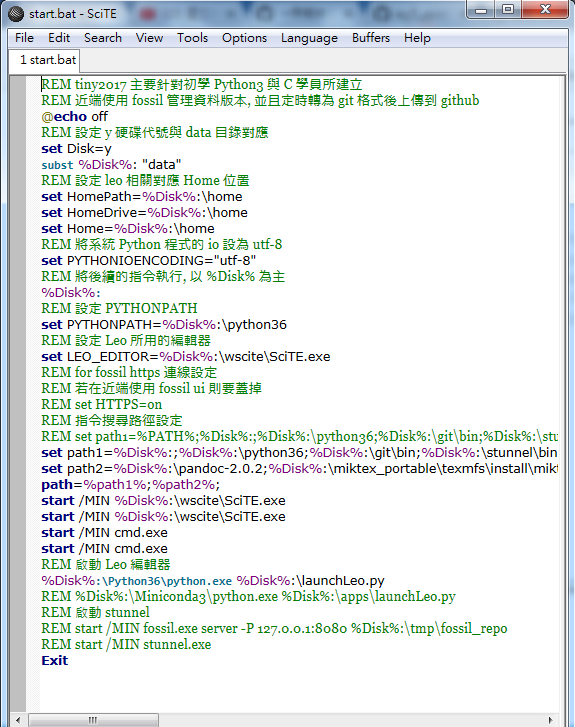 start.bat - SciTE
File Edit Search View Tools Options Language Buffers Help
1 start.bat
REM tiny2017 主要針對初學 Python3 與 C 學員所建立
REM 近端使用 fossil 管理資料版本, 並且定時轉為 git 格式後上傳到 github
@echo off
REM 設定 y 硬碟代號與 data 目錄對應
set Disk=y
subst %Disk%: "data"
REM 設定 leo 相關對應 Home 位置
set HomePath=%Disk%:\home
set HomeDrive=%Disk%:\home
set Home=%Disk%:\home
REM 將系統 Python 程式的 io 設為 utf-8
set PYTHONIOENCODING="utf-8"
REM 將後續的指令執行, 以 %Disk% 為主
%Disk%:
REM 設定 PYTHONPATH
set PYTHONPATH=%Disk%:\python36
REM 設定 Leo 所用的編輯器
set LEO_EDITOR=%Disk%:\wscite\SciTE.exe
REM for fossil https 連線設定
REM 若在近端使用 fossil ui 則要蓋掉
REM set HTTPS=on
REM 指令搜尋路徑設定
REM set path1=%PATH%;%Disk%:;%Disk%:\python36;%Disk%:\git\bin;%Disk%:\stu
set path1=%Disk%:;%Disk%:\python36;%Disk%:\git\bin;%Disk%:\stunnel\bin
set path2=%Disk%:\pandoc-2.0.2;%Disk%:\miktex_portable\texmfs\install\mikt
path=%path1%;%path2%;
start /MIN %Disk%:\wscite\SciTE.exe
start /MIN %Disk%:\wscite\SciTE.exe
start /MIN cmd.exe
start /MIN cmd.exe
REM 啟動 Leo 編輯器
%Disk%:\Python36\python.exe %Disk%:\launchLeo.py
REM %Disk%:\Miniconda3\python.exe %Disk%:\apps\launchLeo.py
REM 啟動 stunnel
REM start /MIN fossil.exe server -P 127.0.0.1:8080 %Disk%:\tmp\fossil_repo
REM start /MIN stunnel.exe
Exit